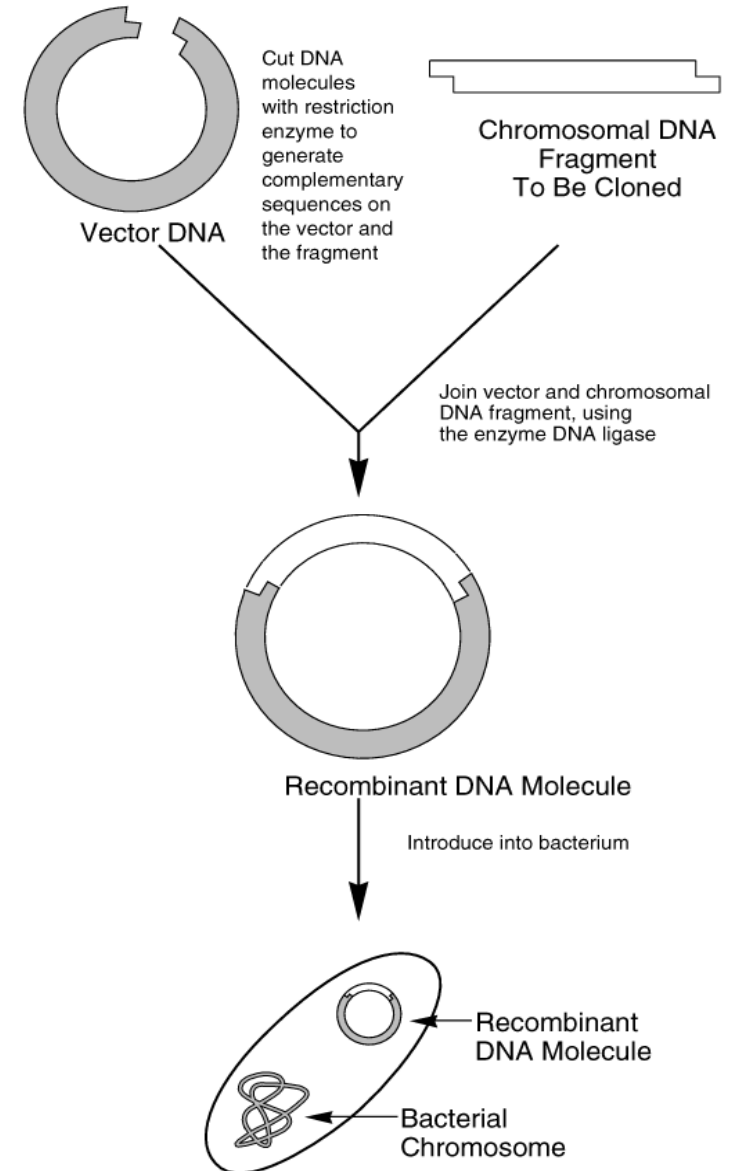 Cut DNA
molecules
with restriction
enzyme to
generate
complementary
sequences on
the vector and
the fragment
Vector DNA
Chromosomal DNA
Fragment
To Be Cloned
Join vector and chromosomal
DNA fragment, using
the enzyme DNA ligase
Recombinant DNA Molecule
Introduce into bacterium
Recombinant
DNA Molecule
Bacterial
Chromosome